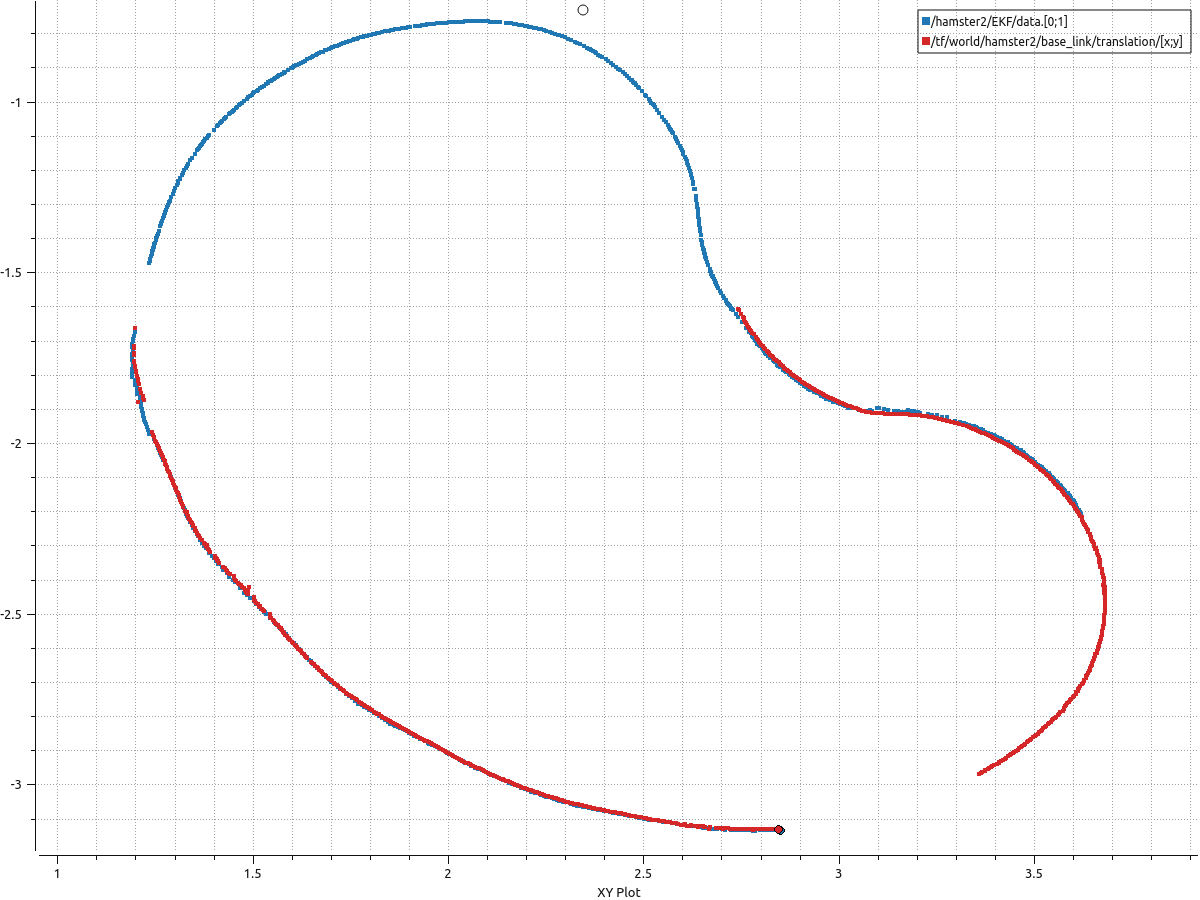 /hamster2/EKF/data.[0;1]
/tf/world/hamster2/base_link/translation/[x;y]
-1
-1.5
-2
-2.5
-3
1 1.5 2 2.5 3 3.5
XY Plot